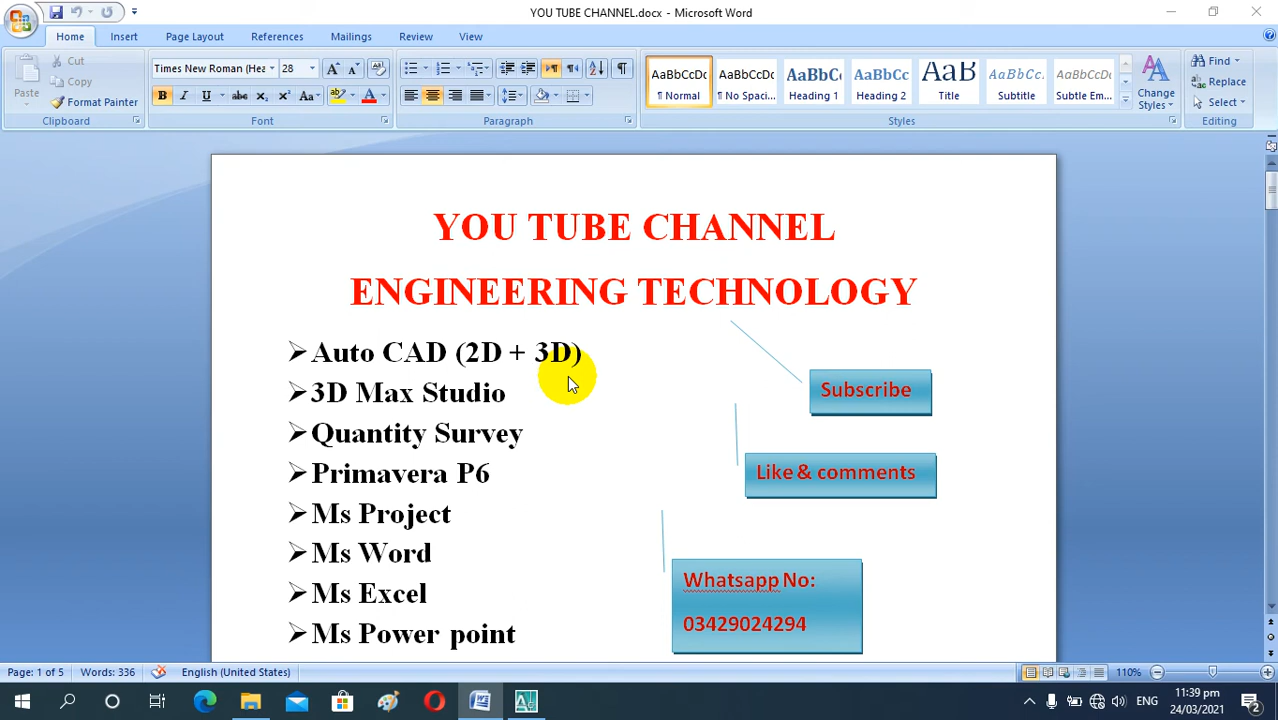 YOU TUBE CHANNEL.docx - Microsoft Word
Home Insert Page Layout References Mailings Review View
Paste
Cut
Copy
Format Painter
Clipboard
Times New Roman (Hea 28
Font
Paragraph
AaBbCcDc ¶ Normal
AaBbCcDc ¶ No Spaci...
AaBbC Heading 1
AaBbCc Heading 2
AaB Title
AaBbCc. Subtitle
AaBbCcDc Subtle Em...
Change Styles
Styles
Find
Replace
Select
Editing
YOU TUBE CHANNEL
ENGINEERING TECHNOLOGY
Auto CAD (2D + 3D)
3D Max Studio
Quantity Survey
Primavera P6
Ms Project
Ms Word
Ms Excel
Ms Power point
Subscribe
Like & comments
Whatsapp No:
03429024294
Page: 1 of 5 Words: 336 English (United States) 110%
ENG 11:39 pm
24/03/2021 2